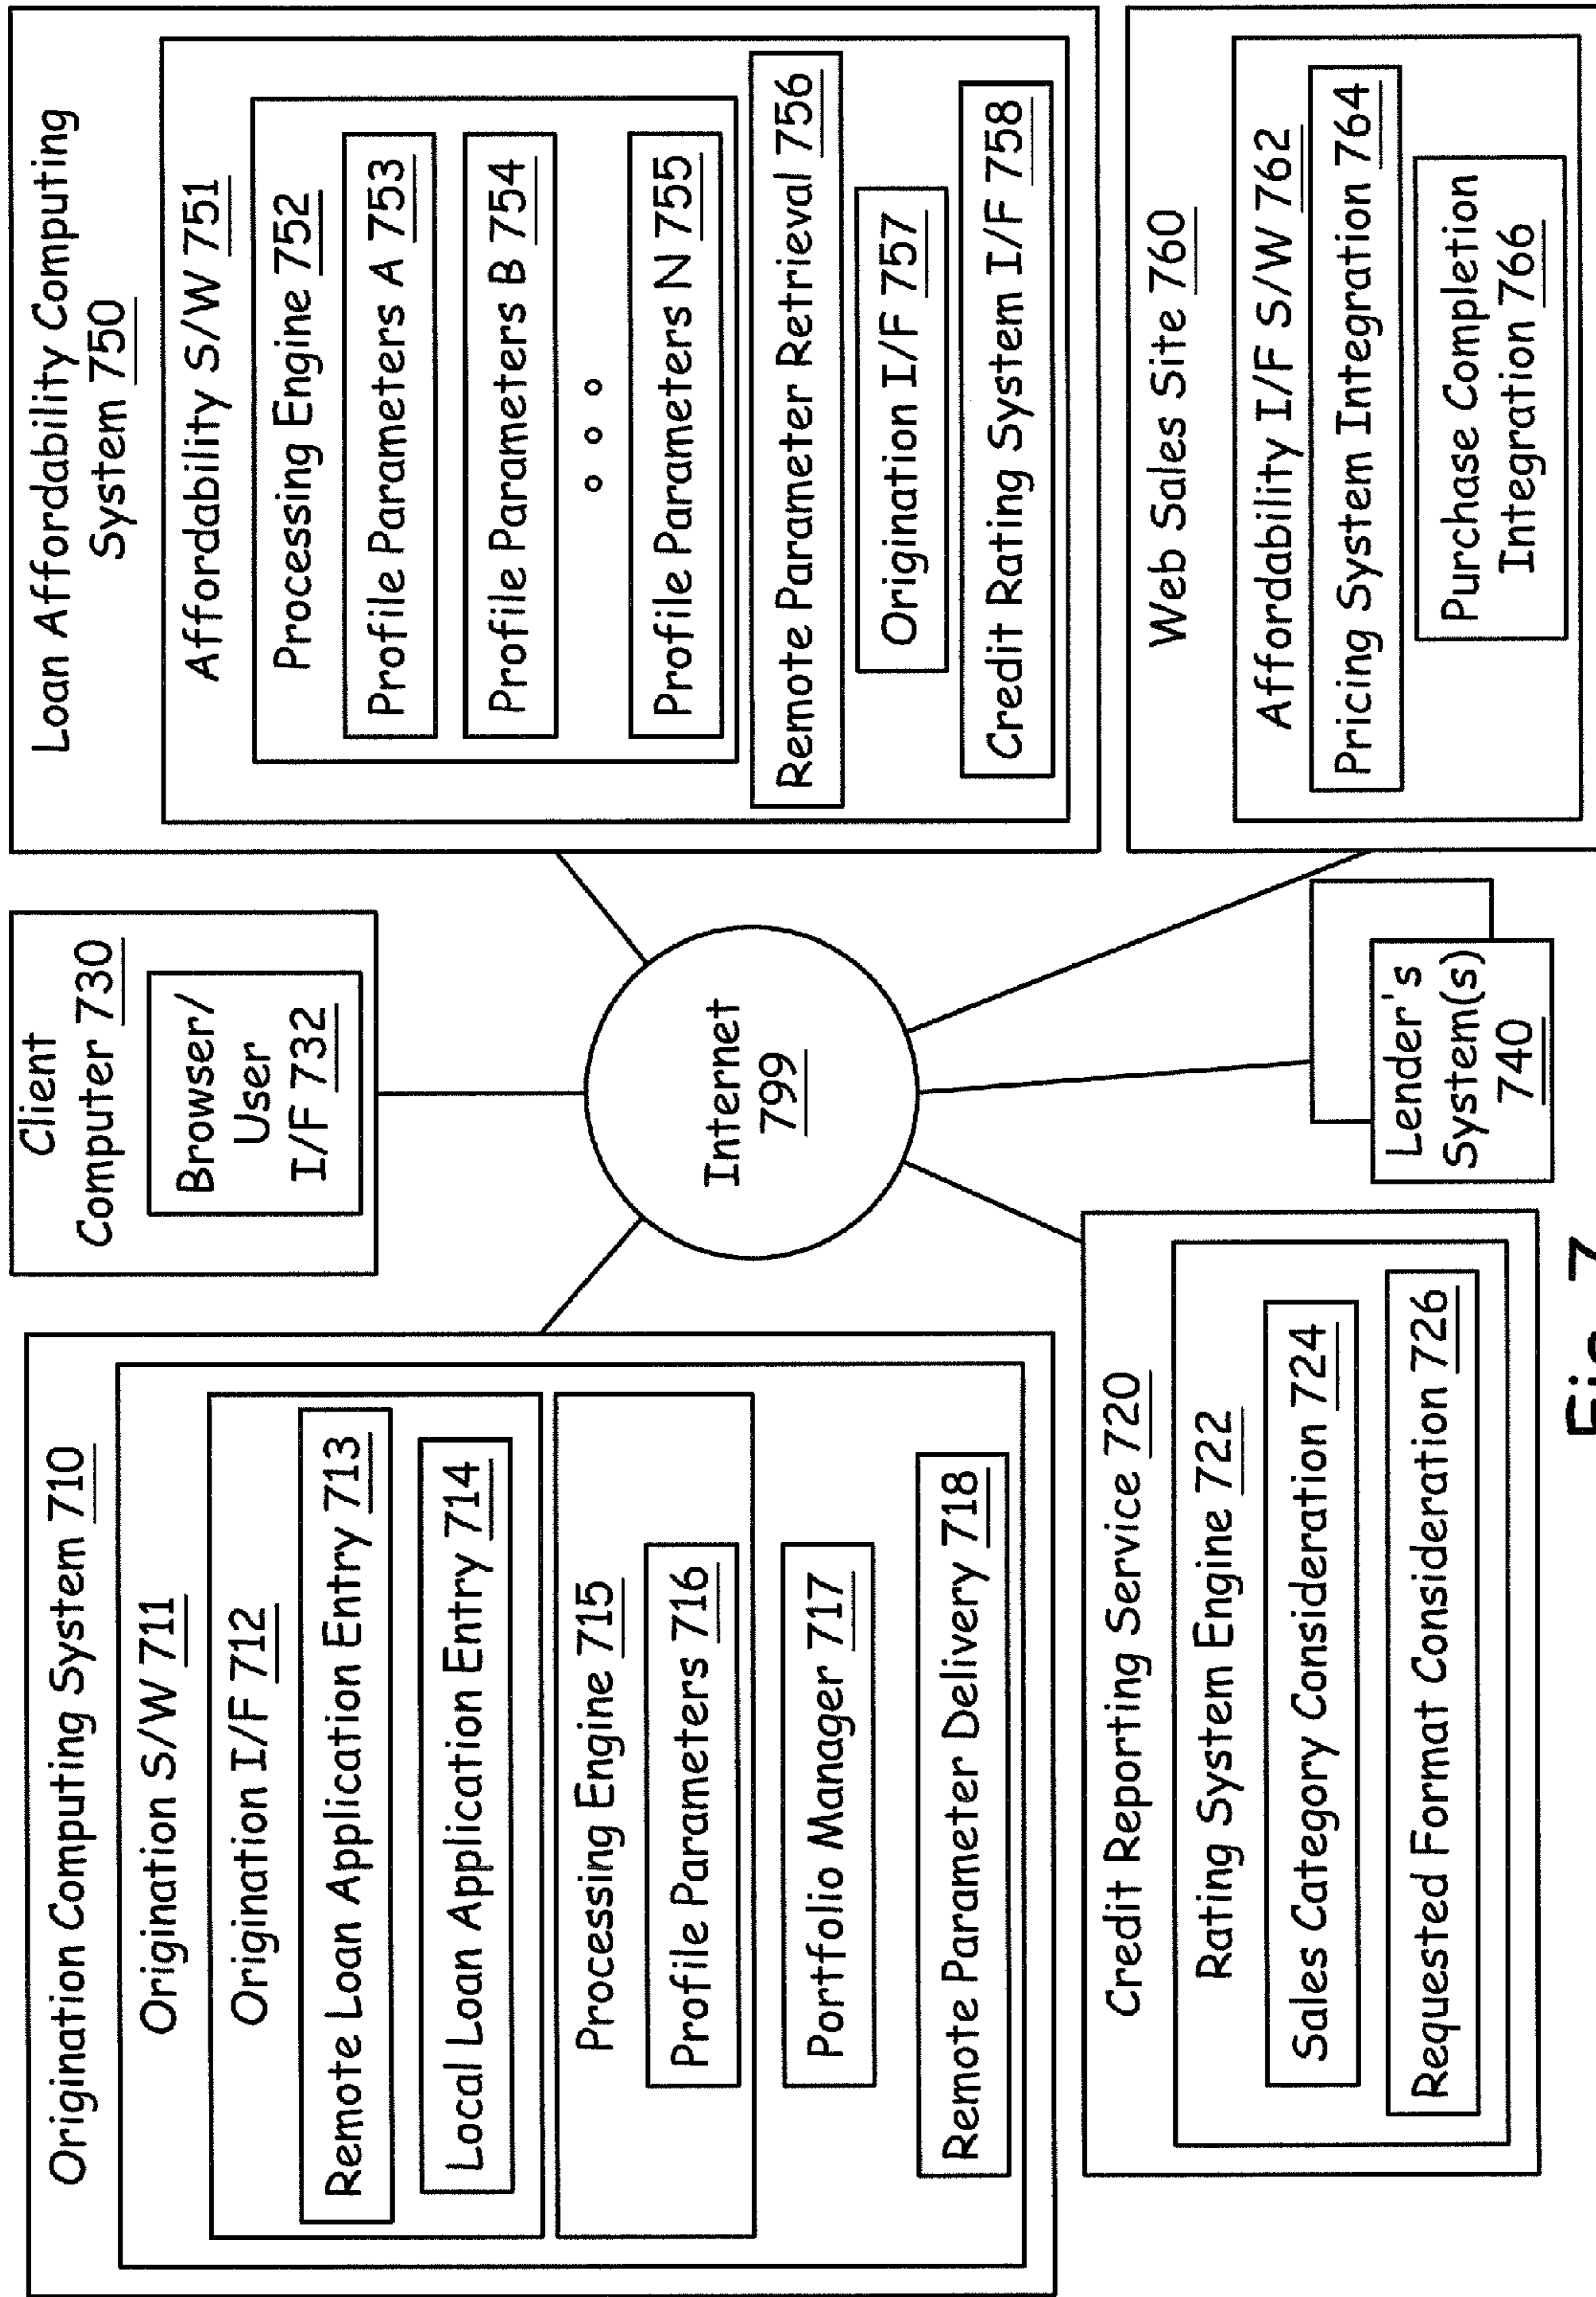 Origination Computing System 710
Origination S/W 711
Origination I/F 712
Remote Loan Application Entry 713
Local Loan Application Entry 714
Processing Engine 715
Profile Parameters 716
Portfolio Manager 717
Remote Parameter Delivery 718
Credit Reporting Service 720
Rating System Engine 722
Sales Category Consideration 724
Requested Format Consideration 726
Client
Computer 730
Browser/
User
I/F 732
Internet
799
Lender's
System(s)
740
Loan Affordability Computing
System 750
Affordability S/W 751
Processing Engine 752
Profile Parameters A 753
Profile Parameters B 754
Profile Parameters N 755
Remote Parameter Retrieval 756
Origination I/F 757
Credit Rating System I/F 758
Web Sales Site 760
Affordability I/F S/W 762
Pricing System Integration 764
Purchase Completion
Integration 766
Fig. 7